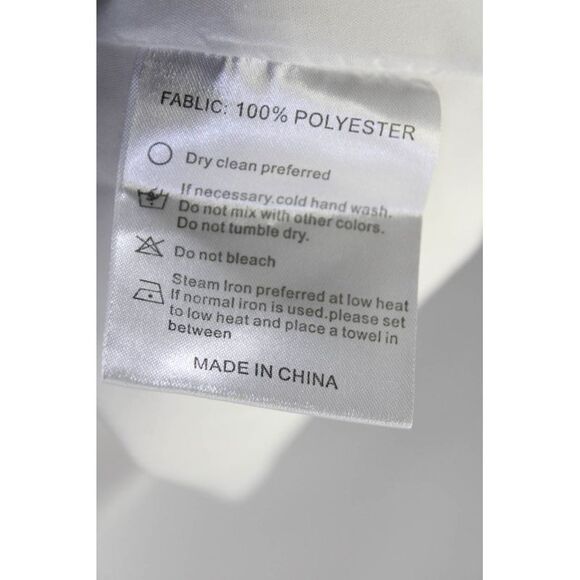 FABLIC: 100% POLYESTER
Dry clean preferred
If necessary.cold hand wash.
Do not mix with other colors.
Do not tumble dry.
Do not bleach
Steam Iron preferred at low heat
If normal iron is used.please set
to low heat and place a towel in
between
MADE IN CHINA